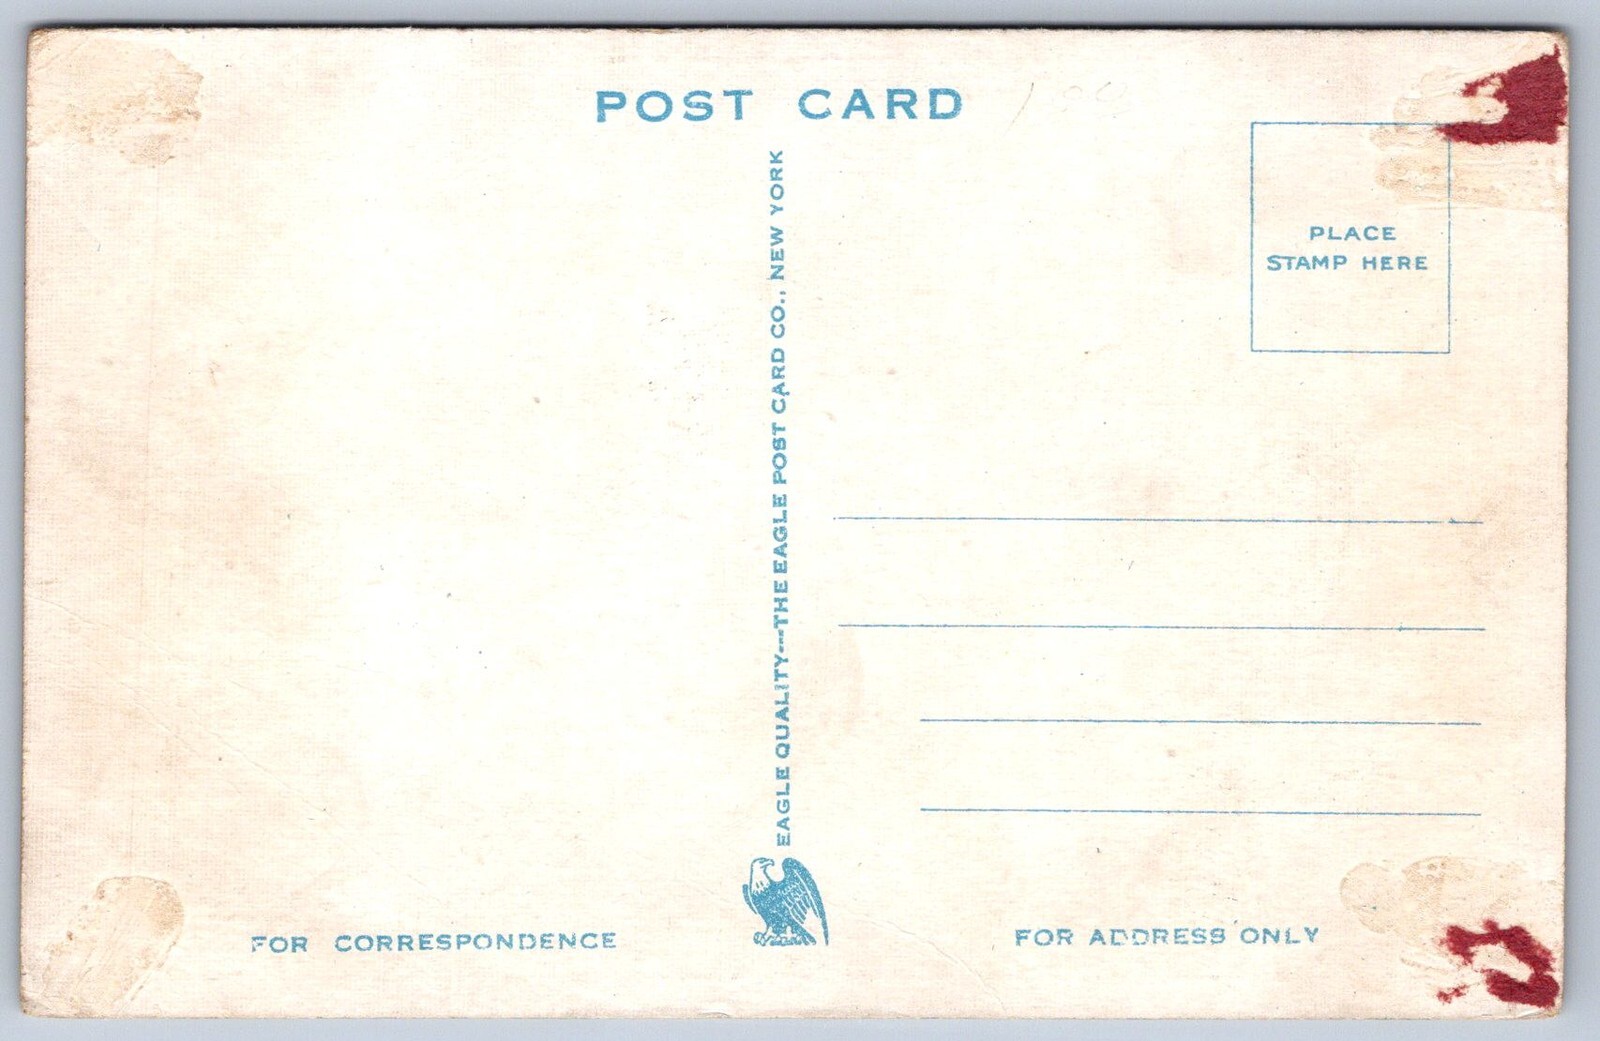 POST CARD
PLACE
STAMP HERE
EAGLE QUALITY---THE EAGLE POST CARD CO., NEW YORK
FOR CORRESPONDENCE
FOR ADDRESS ONLY